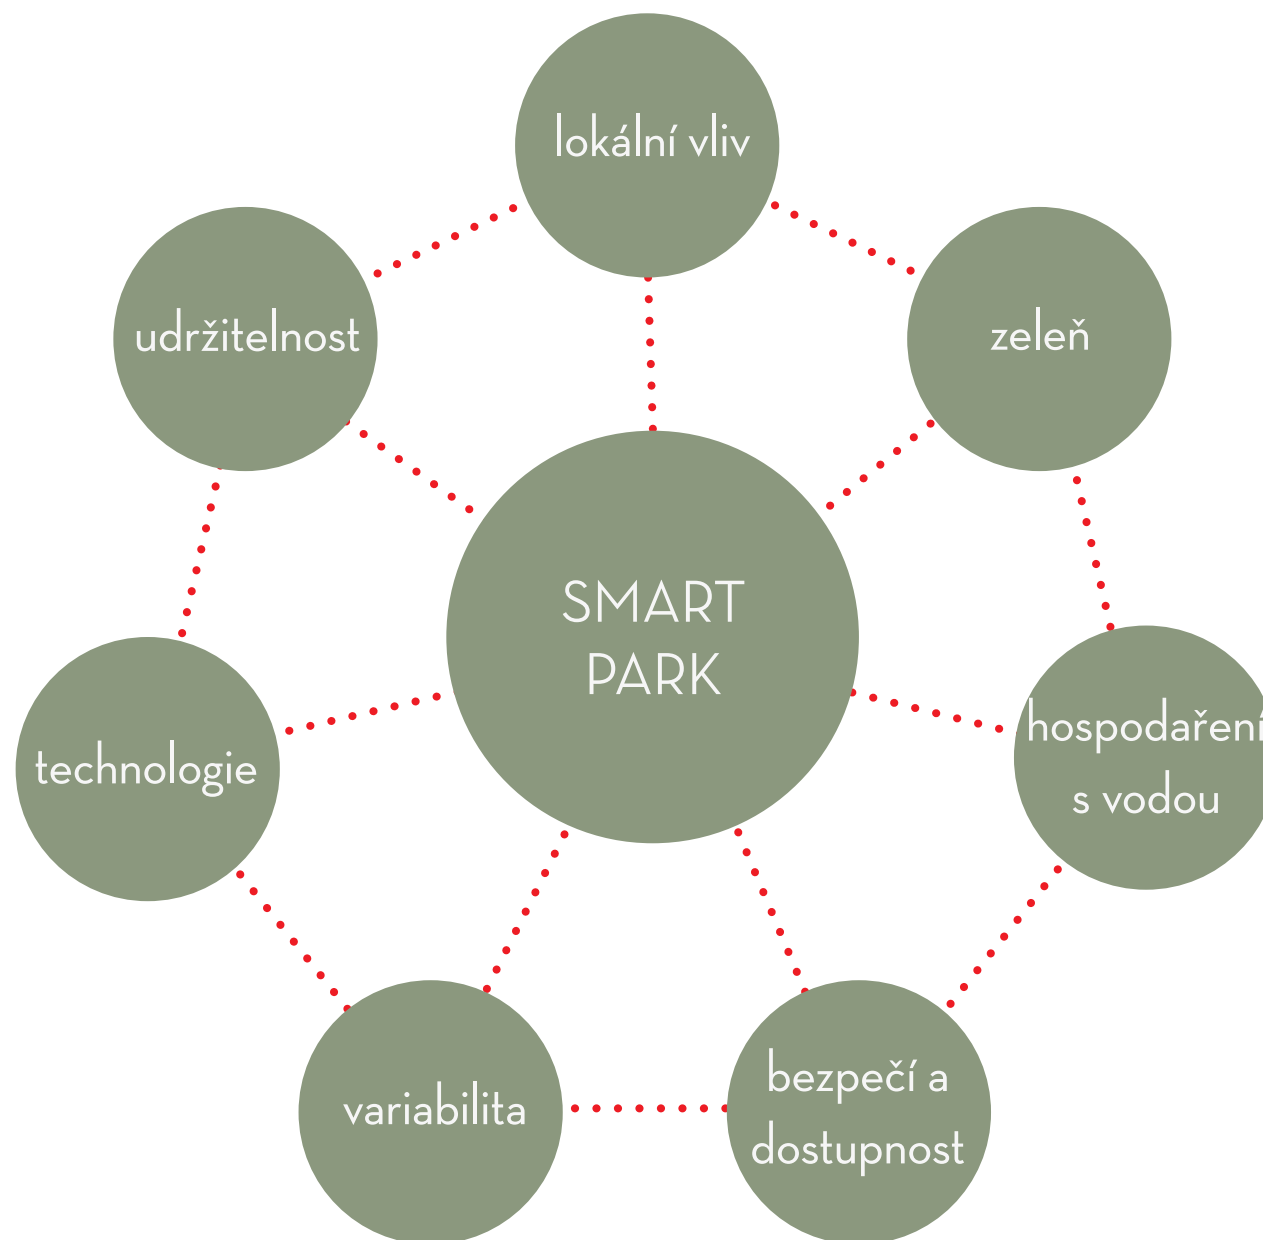 lokální vliv
udržitelnost
zeleň
SMART
PARK
hospodaření
s vodou
technologie
bezpečí a
dostupnost
variabilita